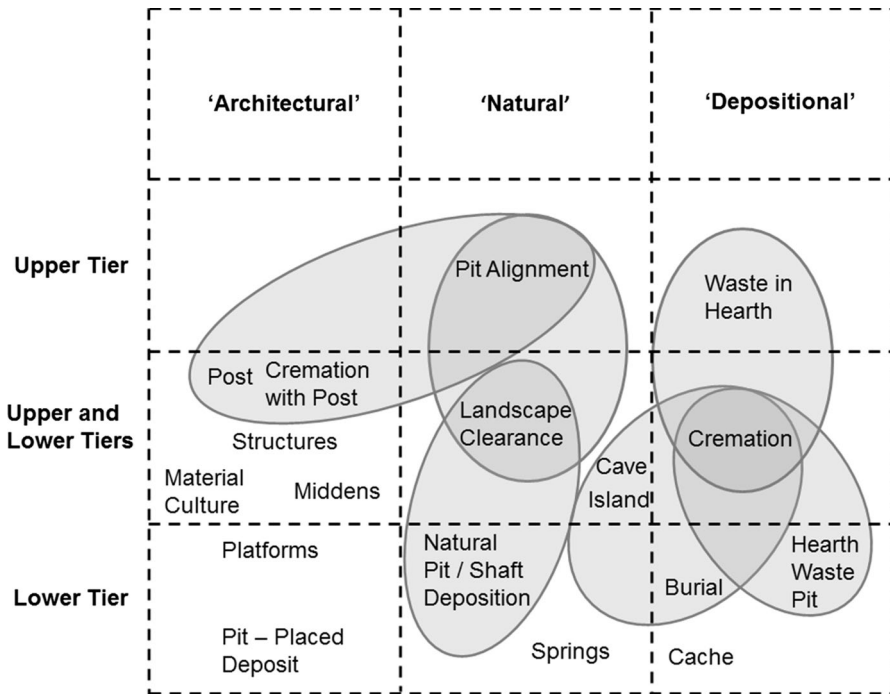 'Architectural'
'Natural'
'Depositional'
Upper Tier
Pit Alignment
Waste in
Hearth
Upper and
Lower Tiers
Post
Cremation
with Post
Structures
Material
Culture
Middens
Landscape
Clearance
Cave
Island
Cremation
Lower Tier
Platforms
Pit – Placed
Deposit
Natural
Pit / Shaft
Deposition
Springs
Burial
Hearth
Waste
Pit
Cache